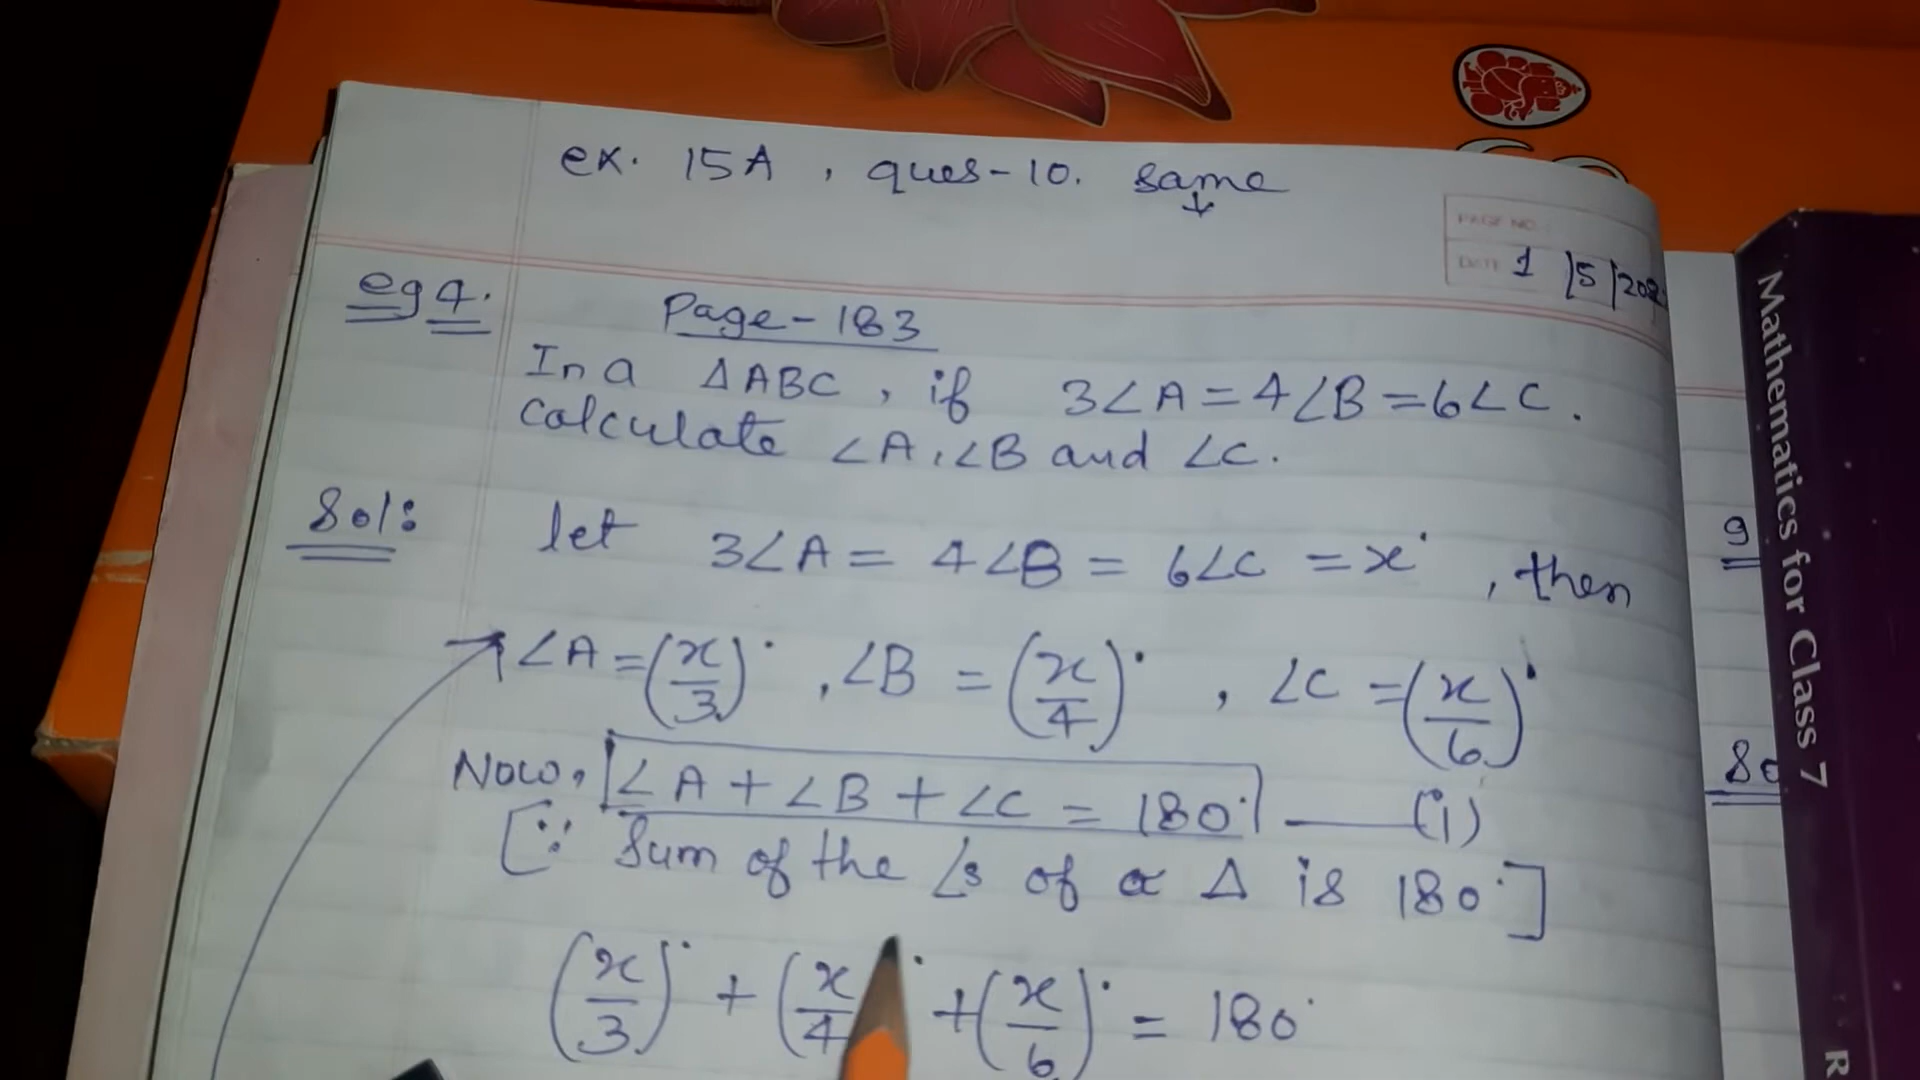 ex. 15A, ques-10. same
PAGE NO.
DATE 1/5/202
eg 4. Page-183
In a ΔABC, if 3∠A=4∠B=6∠C.
calculate ∠A,∠B and ∠C.
Sol: let 3∠A = 4∠B = 6∠C = x°, then
∠A=(x/3)°, ∠B = (x/4)°, ∠C =(x/6)°
Now, ∠A+∠B+∠C = 180° —(i)
[∵ Sum of the ∠s of a Δ is 180°]
(x/3)° + (x/4)° + (x/6)° = 180°
9
So
Mathematics for Class 7
R